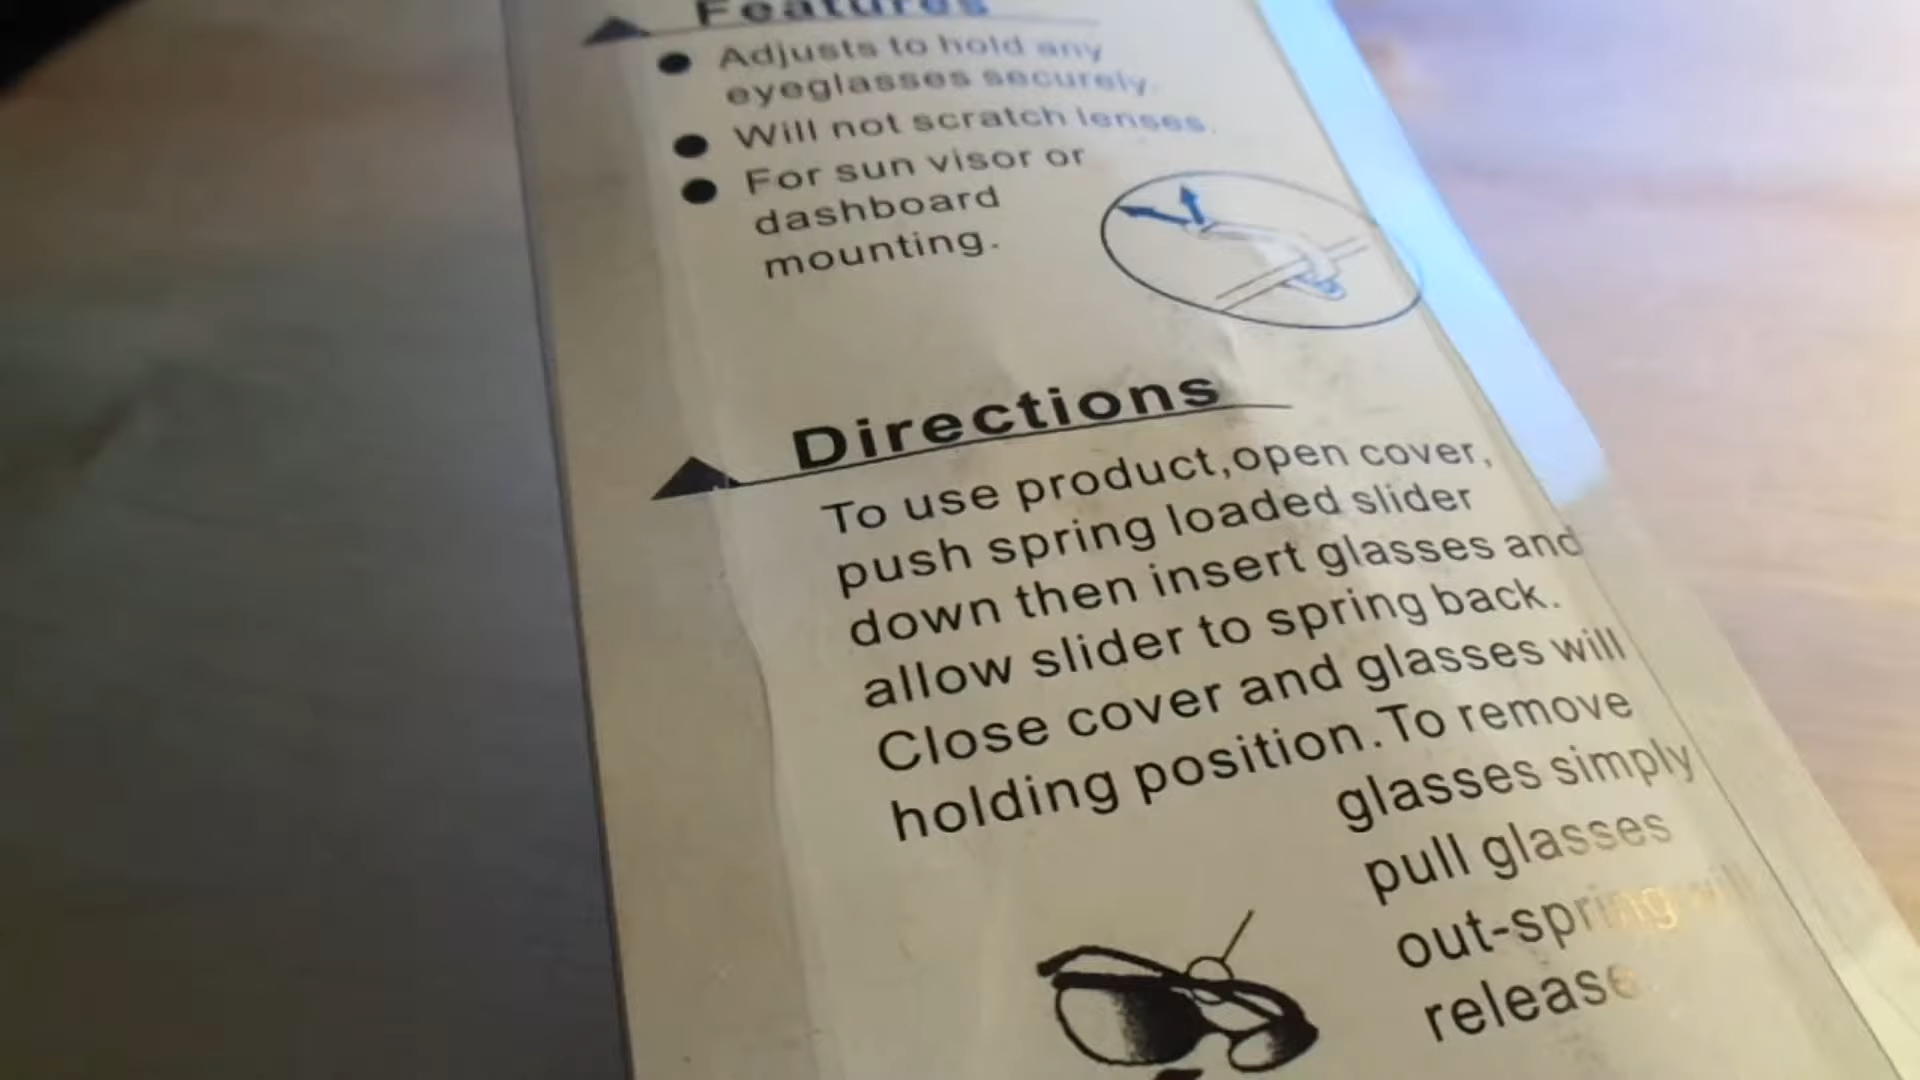 Features
Adjusts to hold any
eyeglasses securely.
Will not scratch lenses.
For sun visor or
dashboard
mounting.
Directions
To use product,open cover,
push spring loaded slider
down then insert glasses and
allow slider to spring back.
Close cover and glasses will
holding position.To remove
glasses simply
pull glasses
out-spring will
release